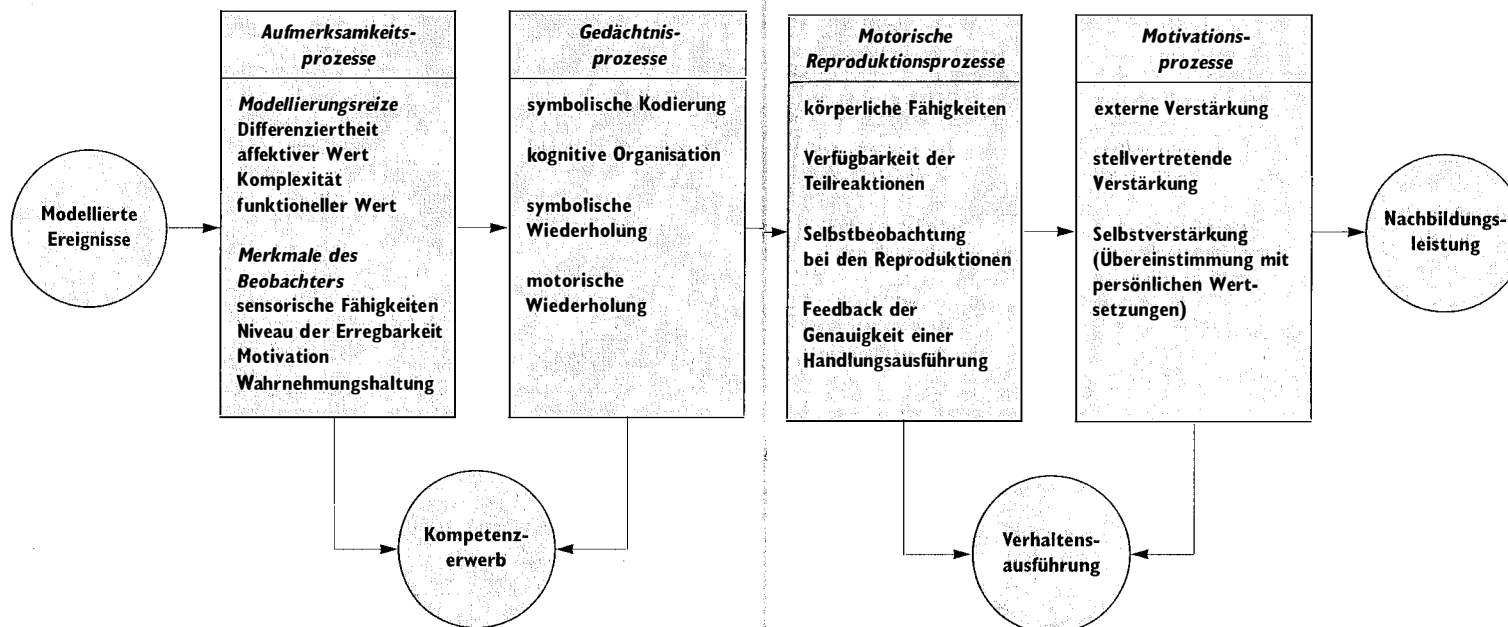 Modellierte
Ereignisse
Aufmerksamkeits-
prozesse
Modellierungsreize
Differenziertheit
affektiver Wert
Komplexität
funktioneller Wert
Merkmale des
Beobachters
sensorische Fähigkeiten
Niveau der Erregbarkeit
Motivation
Wahrnehmungshaltung
Gedächtnis-
prozesse
symbolische Kodierung
kognitive Organisation
symbolische
Wiederholung
motorische
Wiederholung
Kompetenz-
erwerb
Motorische
Reproduktionsprozesse
körperliche Fähigkeiten
Verfügbarkeit der
Teilreaktionen
Selbstbeobachtung
bei den Reproduktionen
Feedback der
Genauigkeit einer
Handlungsausführung
Motivations-
prozesse
externe Verstärkung
stellvertretende
Verstärkung
Selbstverstärkung
(Übereinstimmung mit
persönlichen Wert-
setzungen)
Verhaltens-
ausführung
Nachbildungs-
leistung